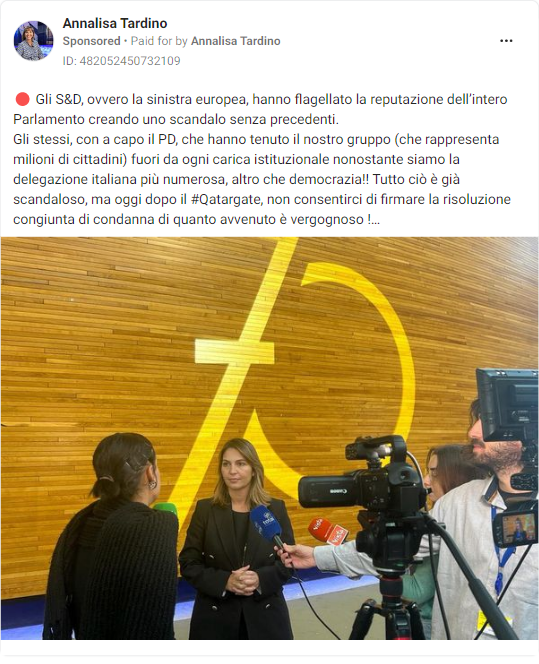 Annalisa Tardino
Sponsored • Paid for by Annalisa Tardino
ID: 482052450732109
🔴 Gli S&D, ovvero la sinistra europea, hanno flagellato la reputazione dell'intero
Parlamento creando uno scandalo senza precedenti.
Gli stessi, con a capo il PD, che hanno tenuto il nostro gruppo (che rappresenta
milioni di cittadini) fuori da ogni carica istituzionale nonostante siamo la
delegazione italiana più numerosa, altro che democrazia!! Tutto ciò è già
scandaloso, ma oggi dopo il #Qatargate, non consentirci di firmare la risoluzione
congiunta di condanna di quanto avvenuto è vergognoso !...
Canon